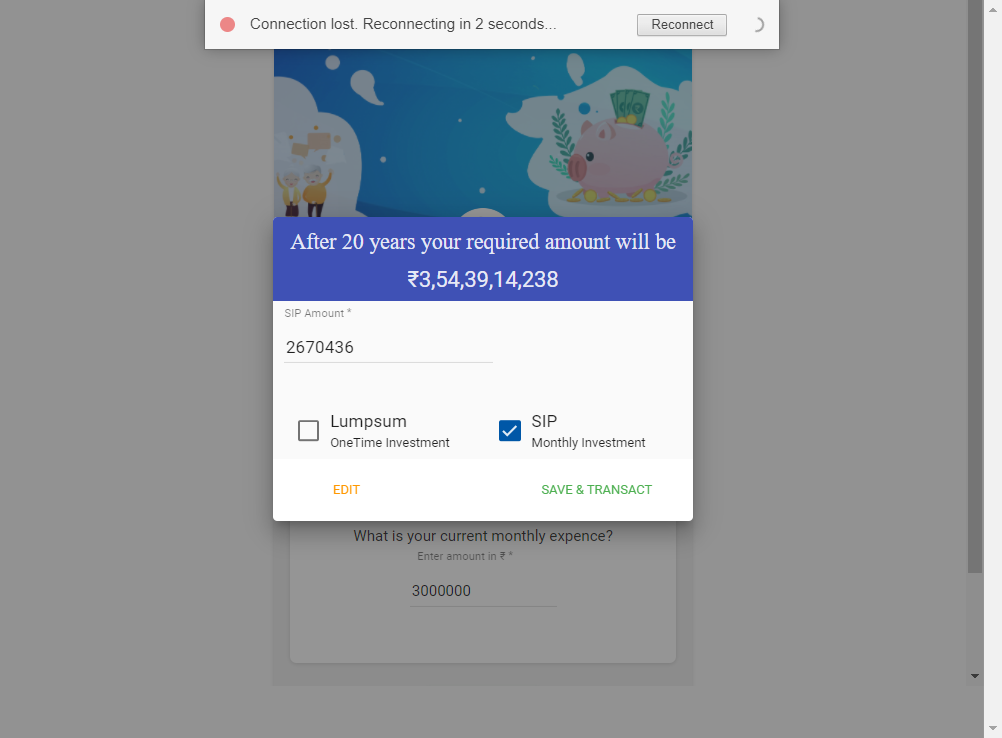 Connection lost. Reconnecting in 2 seconds...
Reconnect
After 20 years your required amount will be
₹3,54,39,14,238
SIP Amount *
2670436
Lumpsum
OneTime Investment
SIP
Monthly Investment
EDIT
SAVE & TRANSACT
What is your current monthly expence?
Enter amount in ₹ *
3000000